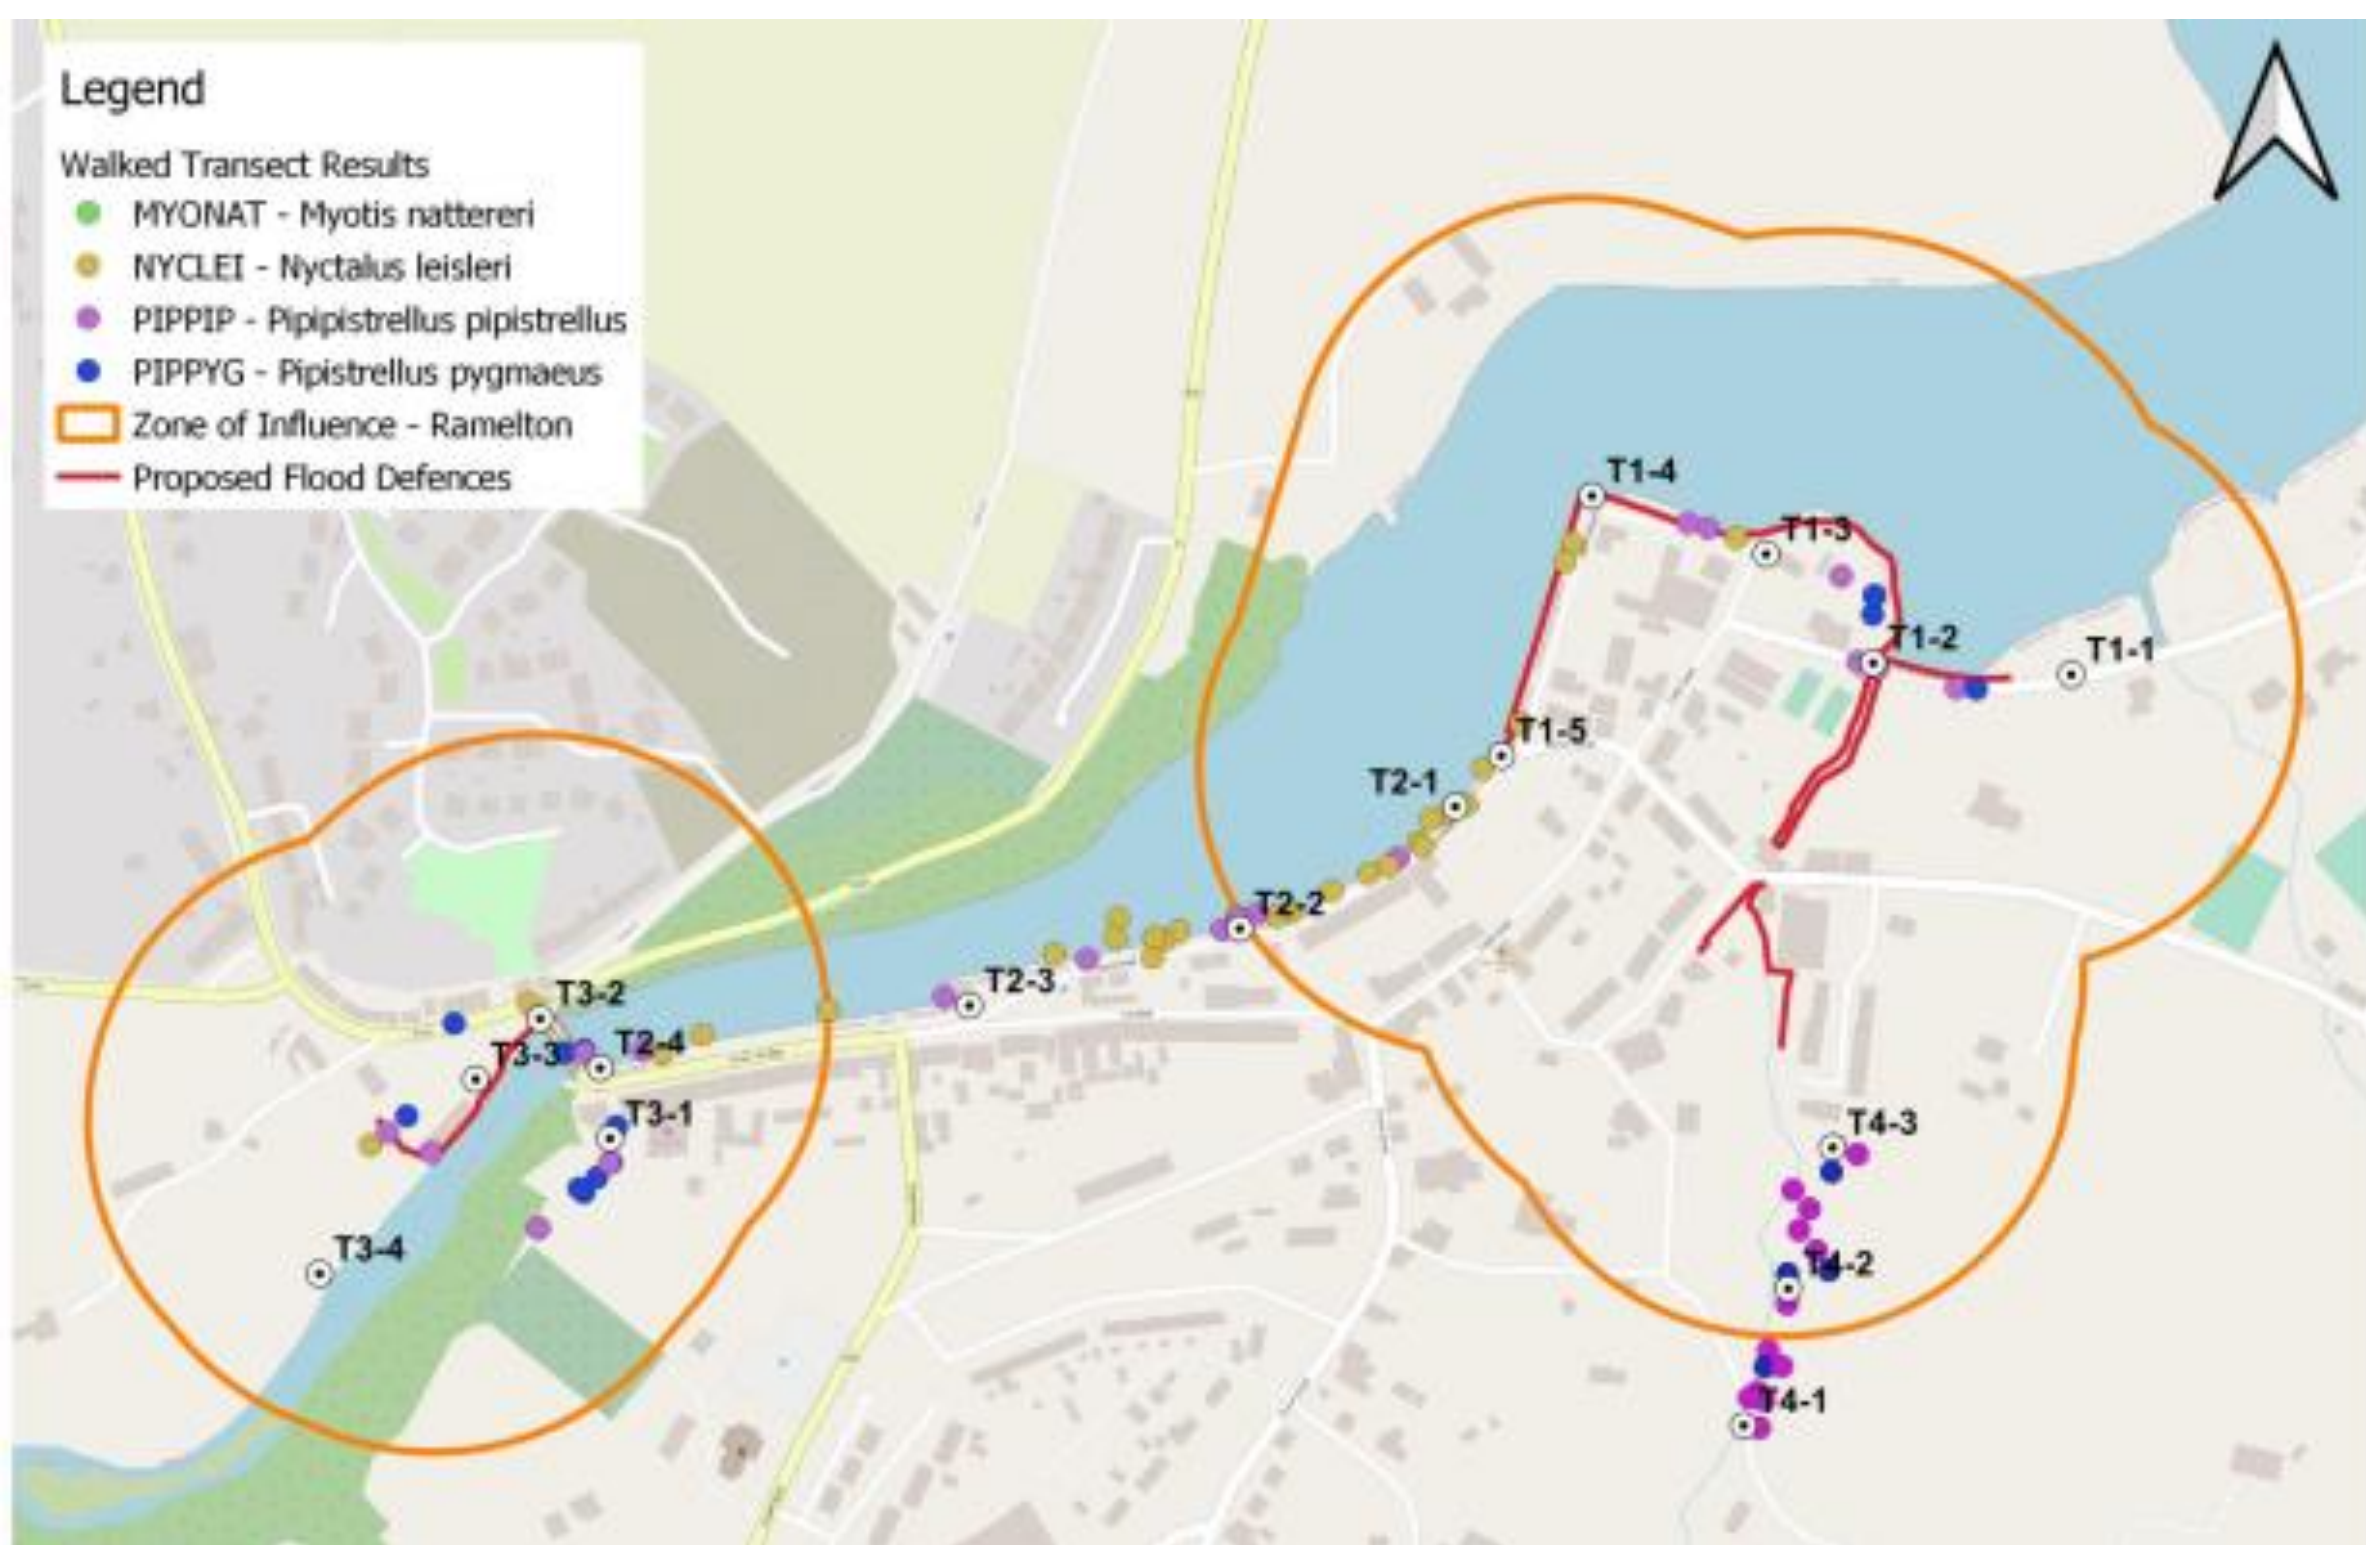 Legend
Walked Transect Results
MYONAT - Myotis nattereri
NYCLEI - Nyctalus leisleri
PIPPIP - Pipipistrellus pipistrellus
PIPPYG - Pipistrellus pygmaeus
Zone of Influence - Ramelton
Proposed Flood Defences
T1-4
T1-3
T1-2
T1-1
T1-5
T2-1
T2-2
T2-3
T3-2
T2-4
T3-3
T3-1
T4-3
T3-4
T4-2
T4-1